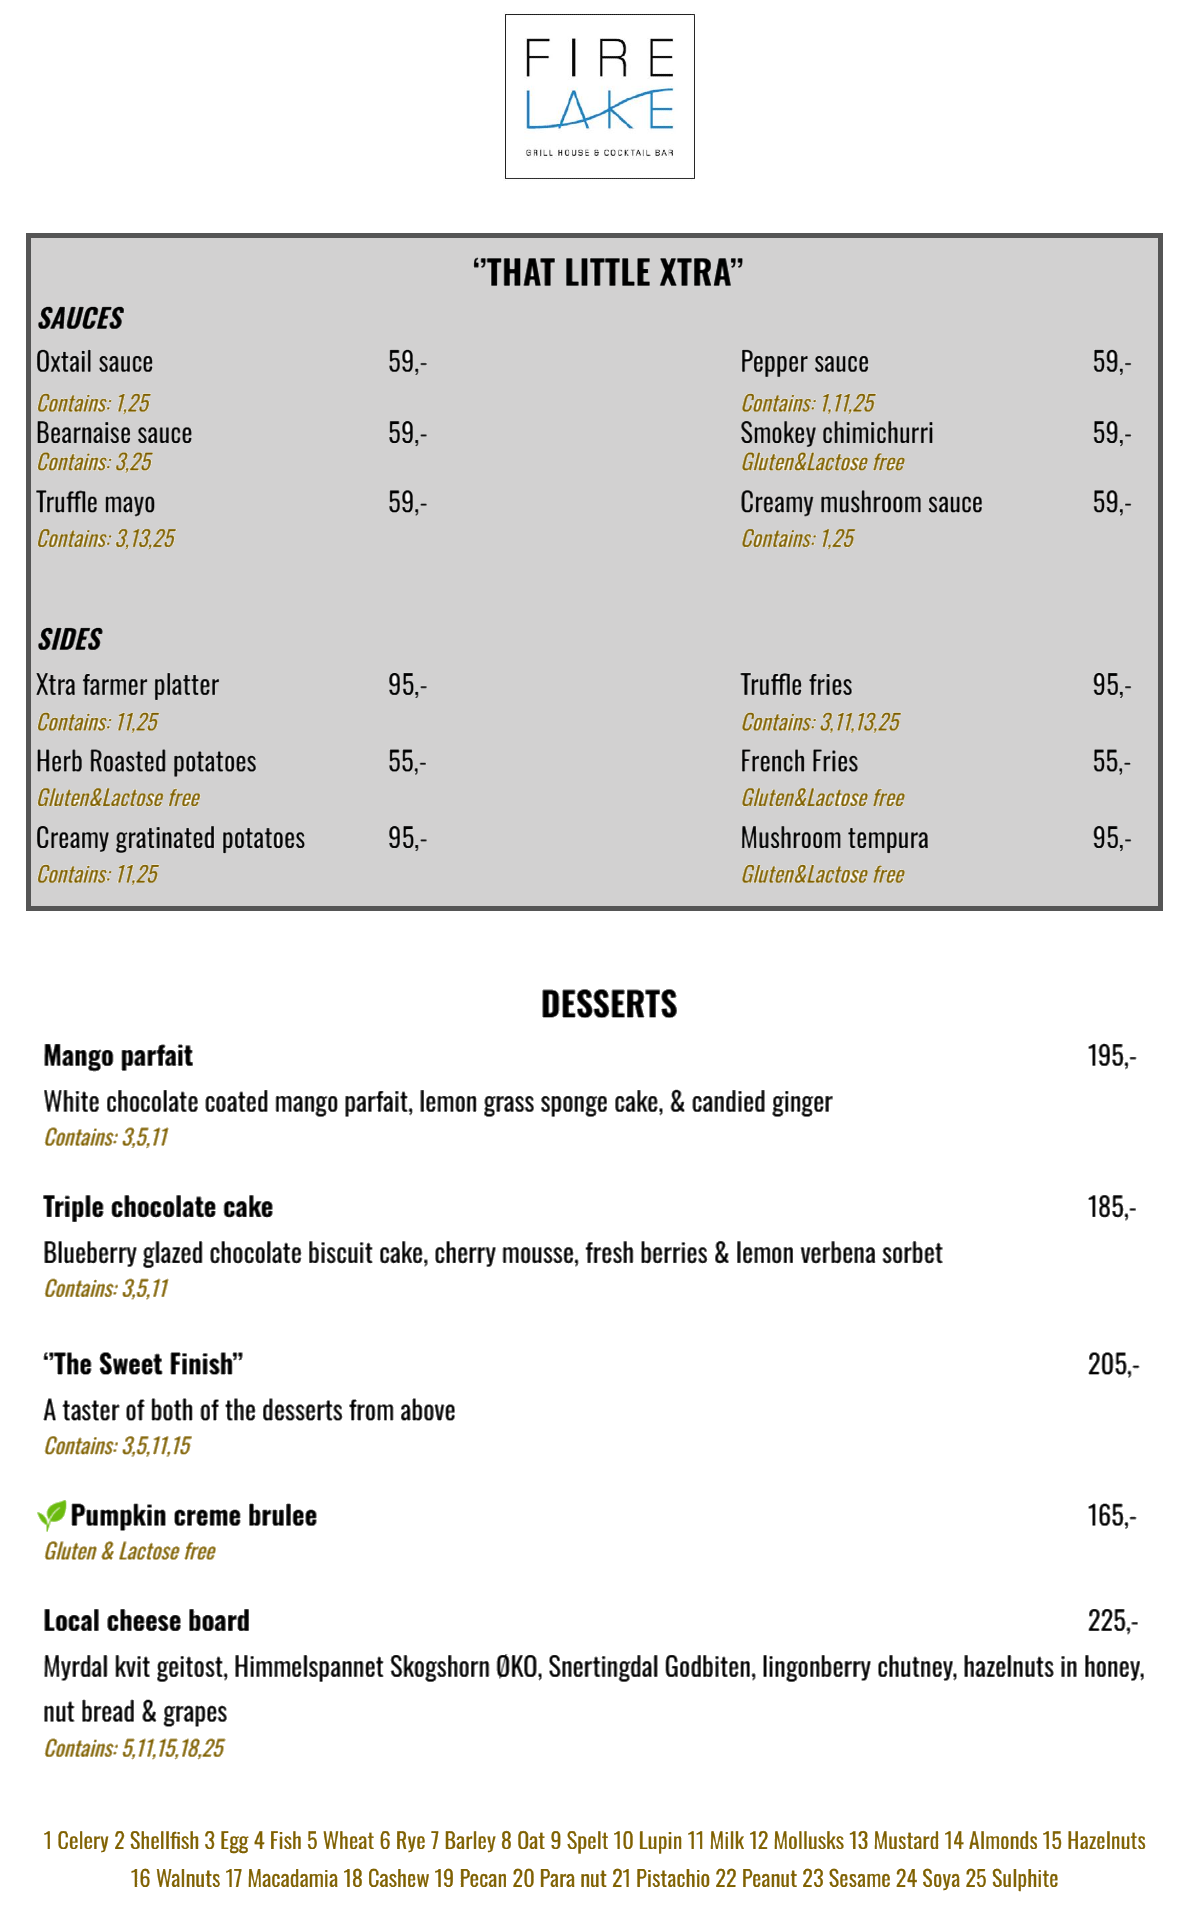 FIRE
LAKE
GRILL HOUSE & COCKTAIL BAR
‘’THAT LITTLE XTRA’’
SAUCES
Oxtail sauce 59,- Pepper sauce 59,-
Contains: 1,25 Contains: 1,11,25
Bearnaise sauce 59,- Smokey chimichurri 59,-
Contains: 3,25 Gluten&Lactose free
Truffle mayo 59,- Creamy mushroom sauce 59,-
Contains: 3,13,25 Contains: 1,25
SIDES
Xtra farmer platter 95,- Truffle fries 95,-
Contains: 11,25 Contains: 3,11,13,25
Herb Roasted potatoes 55,- French Fries 55,-
Gluten&Lactose free Gluten&Lactose free
Creamy gratinated potatoes 95,- Mushroom tempura 95,-
Contains: 11,25 Gluten&Lactose free
DESSERTS
Mango parfait 195,-
White chocolate coated mango parfait, lemon grass sponge cake, & candied ginger
Contains: 3,5,11
Triple chocolate cake 185,-
Blueberry glazed chocolate biscuit cake, cherry mousse, fresh berries & lemon verbena sorbet
Contains: 3,5,11
‘’The Sweet Finish’’ 205,-
A taster of both of the desserts from above
Contains: 3,5,11,15
Pumpkin creme brulee 165,-
Gluten & Lactose free
Local cheese board 225,-
Myrdal kvit geitost, Himmelspannet Skogshorn ØKO, Snertingdal Godbiten, lingonberry chutney, hazelnuts in honey,
nut bread & grapes
Contains: 5,11,15,18,25
1 Celery 2 Shellfish 3 Egg 4 Fish 5 Wheat 6 Rye 7 Barley 8 Oat 9 Spelt 10 Lupin 11 Milk 12 Mollusks 13 Mustard 14 Almonds 15 Hazelnuts
16 Walnuts 17 Macadamia 18 Cashew 19 Pecan 20 Para nut 21 Pistachio 22 Peanut 23 Sesame 24 Soya 25 Sulphite